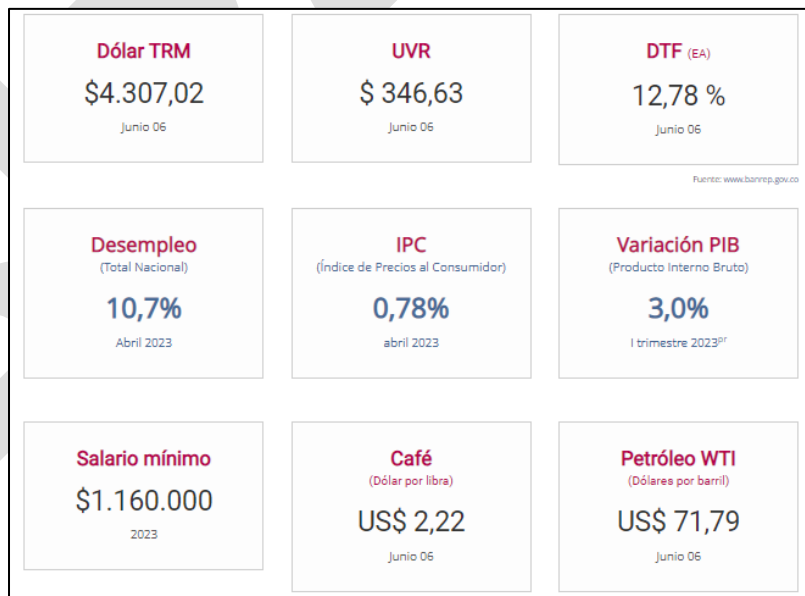 Dólar TRM
$4.307,02
Junio 06
UVR
$ 346,63
Junio 06
DTF (EA)
12,78 %
Junio 06
Fuente: www.banrep.gov.co
Desempleo
(Total Nacional)
10,7%
Abril 2023
IPC
(Índice de Precios al Consumidor)
0,78%
abril 2023
Variación PIB
(Producto Interno Bruto)
3,0%
I trimestre 2023pr
Salario mínimo
$1.160.000
2023
Café
(Dólar por libra)
US$ 2,22
Junio 06
Petróleo WTI
(Dólares por barril)
US$ 71,79
Junio 06